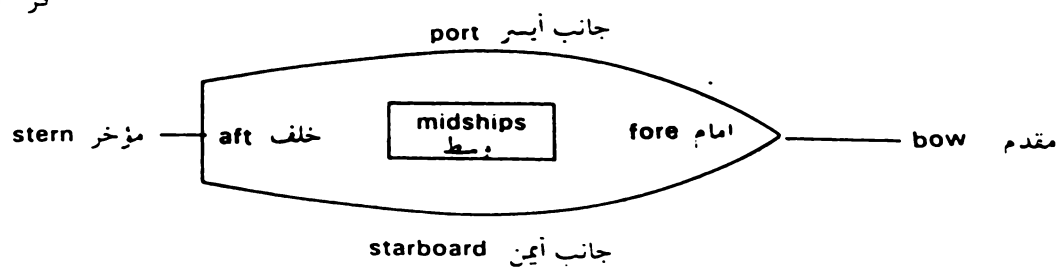 port جانب أيسر
stern مؤخر
aft خلف
midships
وسط
fore امام
bow مقدم
starboard جانب أيمن